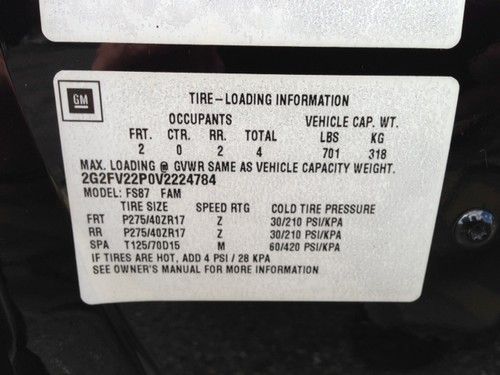 GM
TIRE-LOADING INFORMATION
OCCUPANTS VEHICLE CAP. WT.
FRT. CTR. RR. TOTAL LBS KG
2 0 2 4 701 318
MAX. LOADING @ GVWR SAME AS VEHICLE CAPACITY WEIGHT.
2G2FV22P0V2224784
MODEL: FS87 FAM
TIRE SIZE SPEED RTG COLD TIRE PRESSURE
FRT P275/40ZR17 Z 30/210 PSI/KPA
RR P275/40ZR17 Z 30/210 PSI/KPA
SPA T125/70D15 M 60/420 PSI/KPA
IF TIRES ARE HOT, ADD 4 PSI / 28 KPA
SEE OWNER'S MANUAL FOR MORE INFORMATION